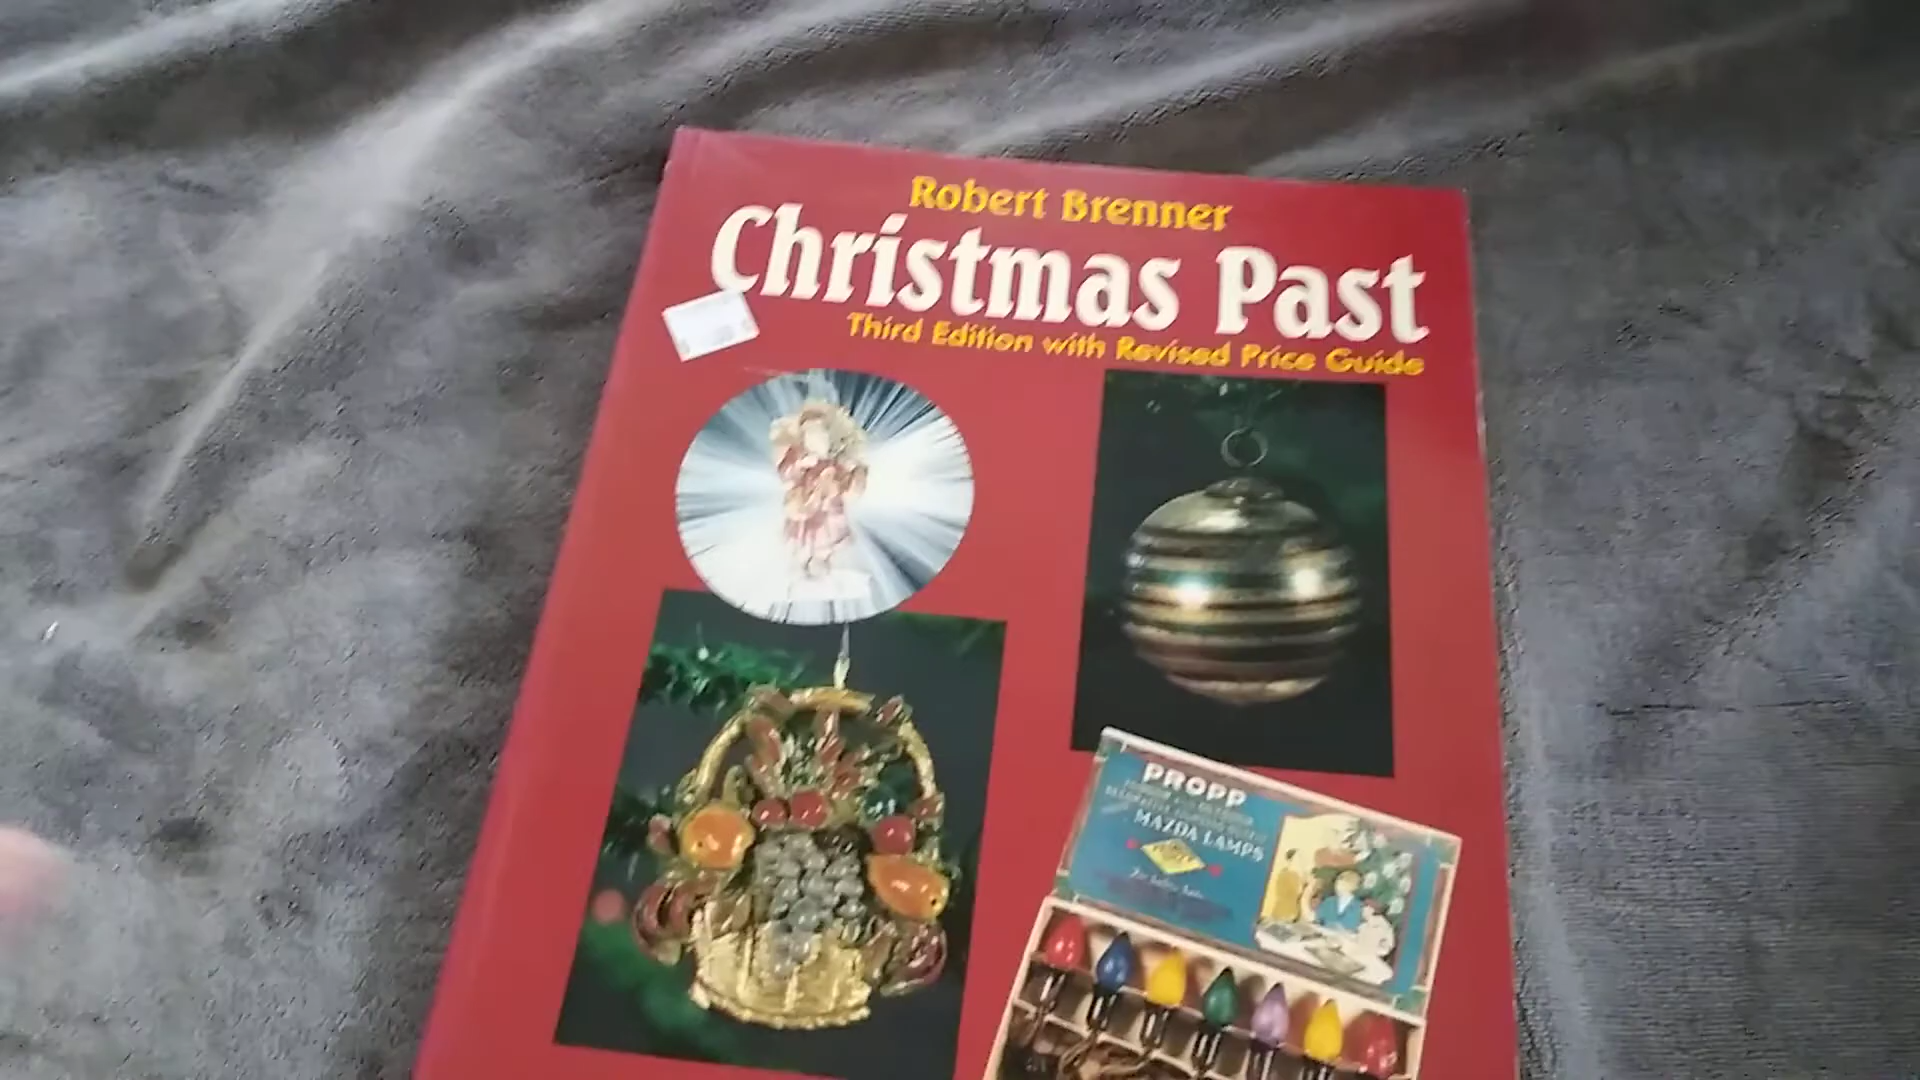 Robert Brenner
Christmas Past
Third Edition with Revised Price Guide
PROPP
MAZDA LAMPS